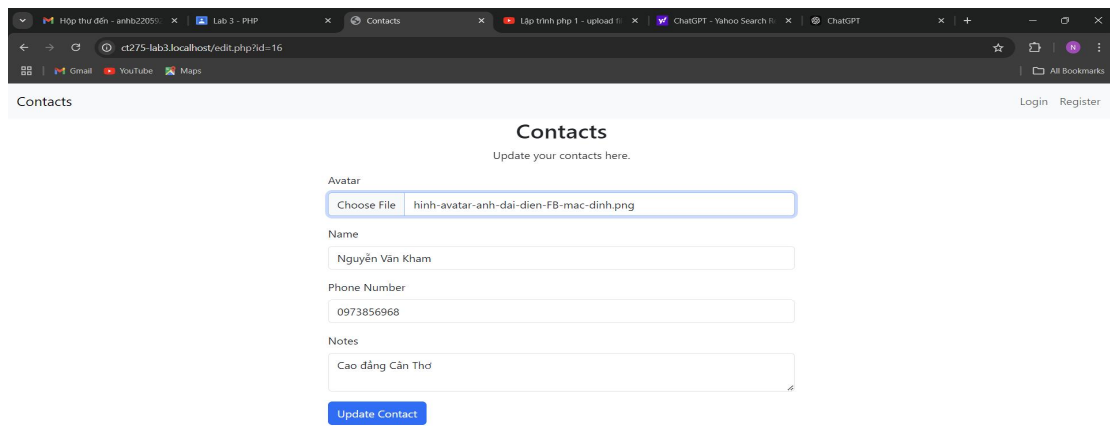 Hộp thư đến - anhb22059
Lab 3 - PHP
Contacts
Lập trình php 1 - upload
ChatGPT - Yahoo Search R
ChatGPT
ct275-lab3.localhost/edit.php?id=16
N
Gmail
YouTube
Maps
All Bookmarks
Contacts
Login
Register
Contacts
Update your contacts here.
Avatar
Choose File
hinh-avatar-anh-dai-dien-FB-mac-dinh.png
Name
Nguyễn Văn Kham
Phone Number
0973856968
Notes
Cao đẳng Cần Thơ
Update Contact